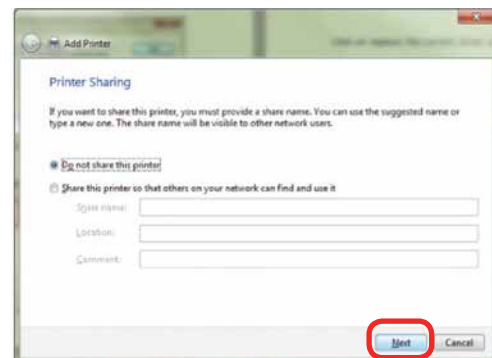 Add Printer
Printer Sharing
If you want to share this printer, you must provide a share name. You can use the suggested name or
type a new one. The share name will be visible to other network users.
Do not share this printer
Share this printer so that others on your network can find and use it
Share name:
Location:
Comment:
Next
Cancel